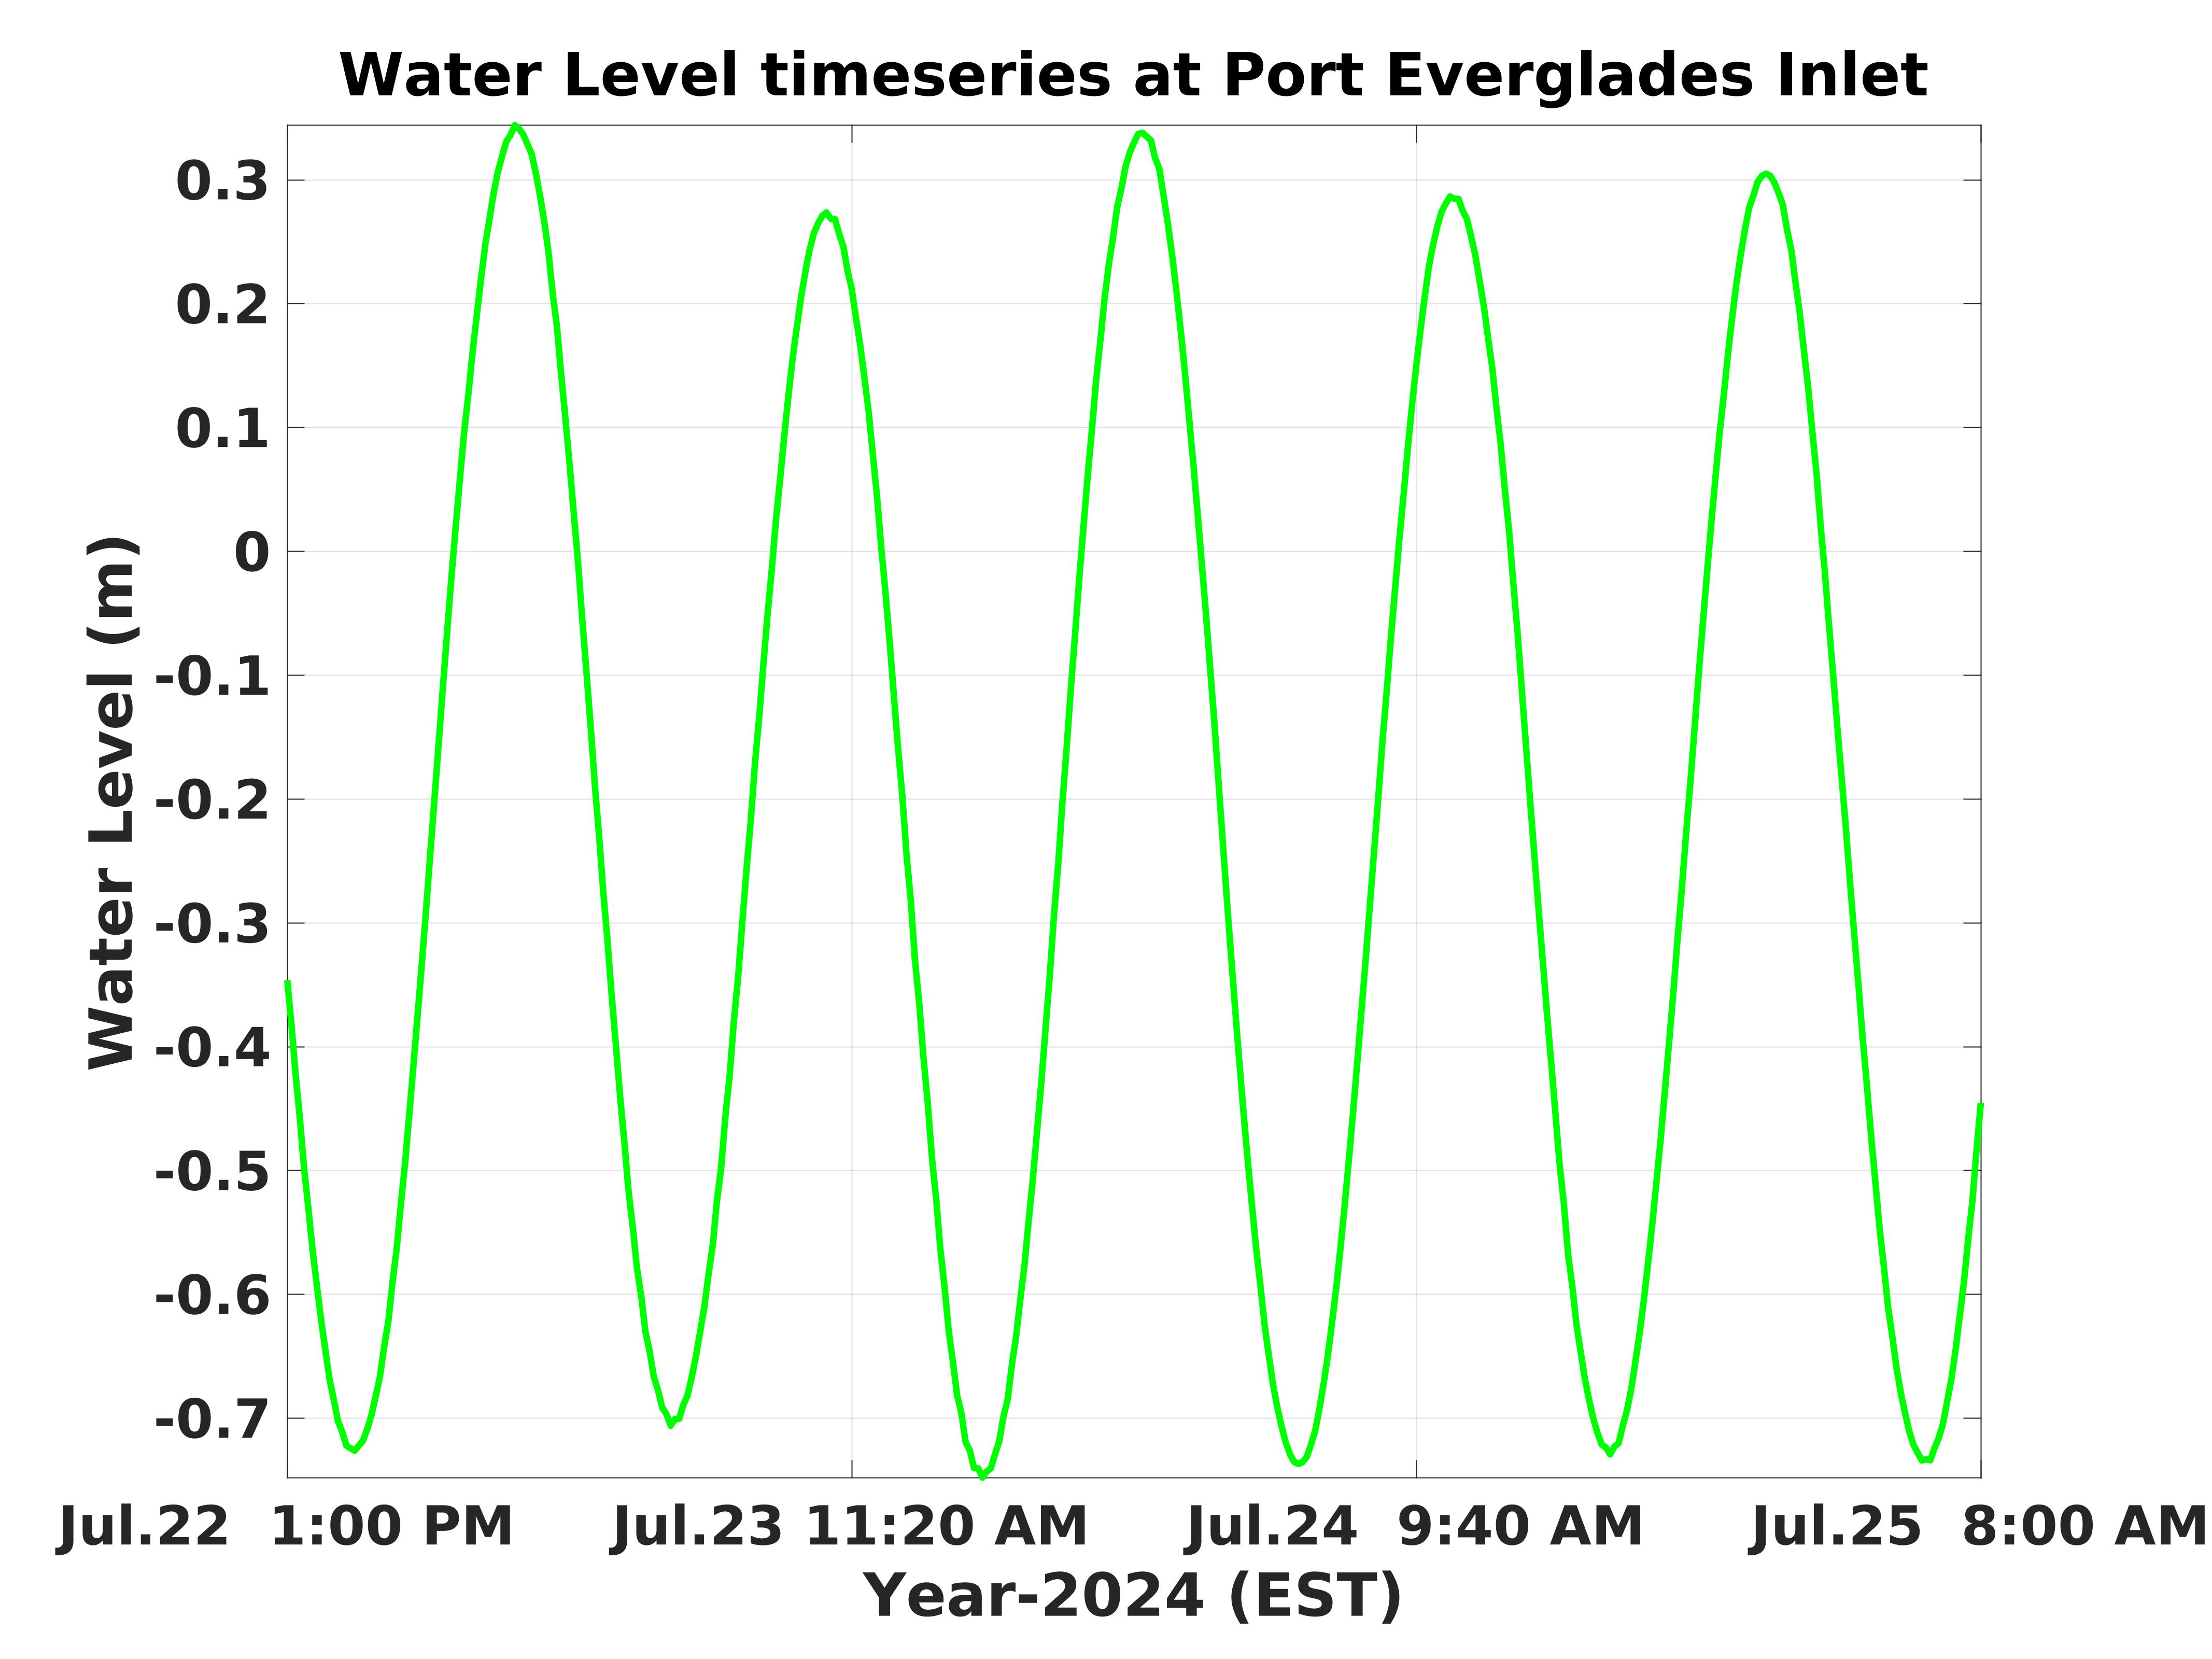 Water Level timeseries at Port Everglades Inlet
0.3
0.2
0.1
0
-0.1
-0.2
-0.3
-0.4
-0.5
-0.6
-0.7
Water Level (m)
Jul.22 1:00 PM
Jul.23 11:20 AM
Jul.24 9:40 AM
Jul.25 8:00 AM
Year-2024 (EST)